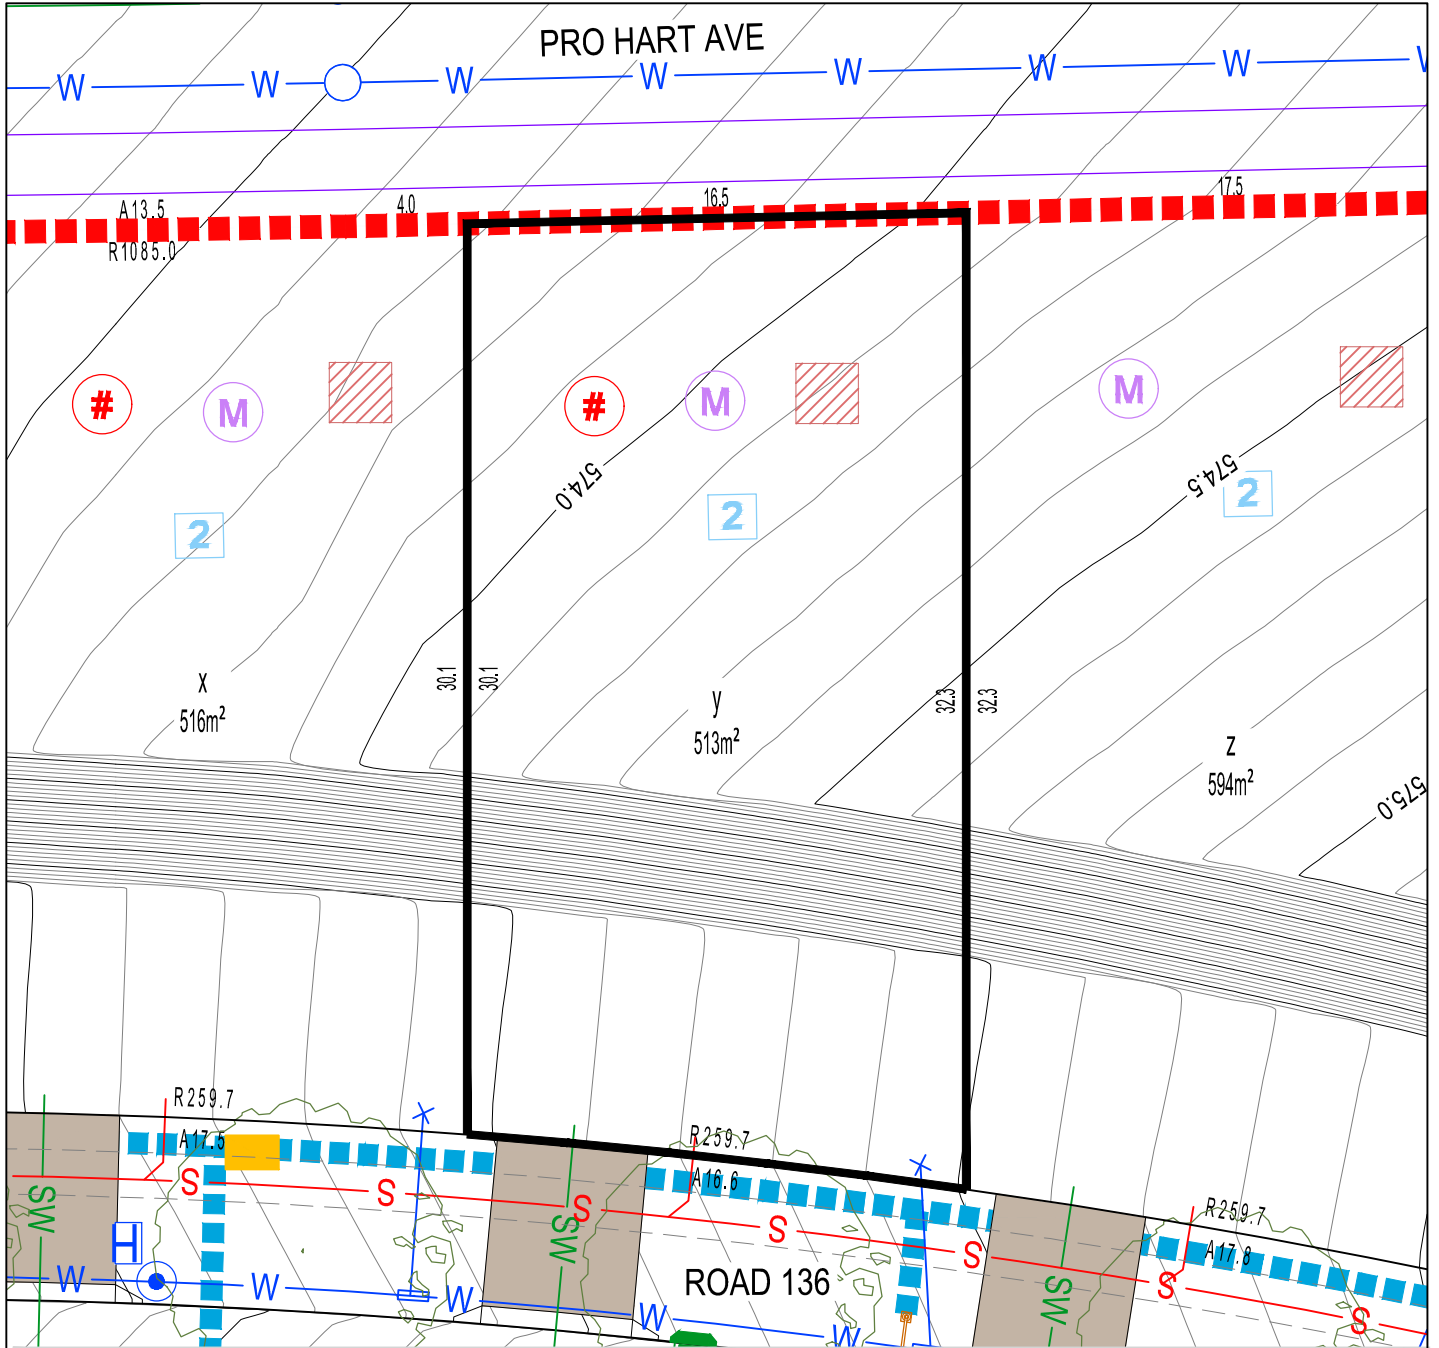 PRO HART AVE
W W W W W W W
A13.5 4.0 16.5 17.5
R1085.0
# M # M M
574.0 574.5
2 2 2
30.1 30.1 32.3 32.3
x
516m²
y
513m²
z
594m²
575.0
R259.7 R259.7 R259.7
A17.5 A16.6 A17.8
S S S S S S S
SW SW SW
H
W W W W W
ROAD 136